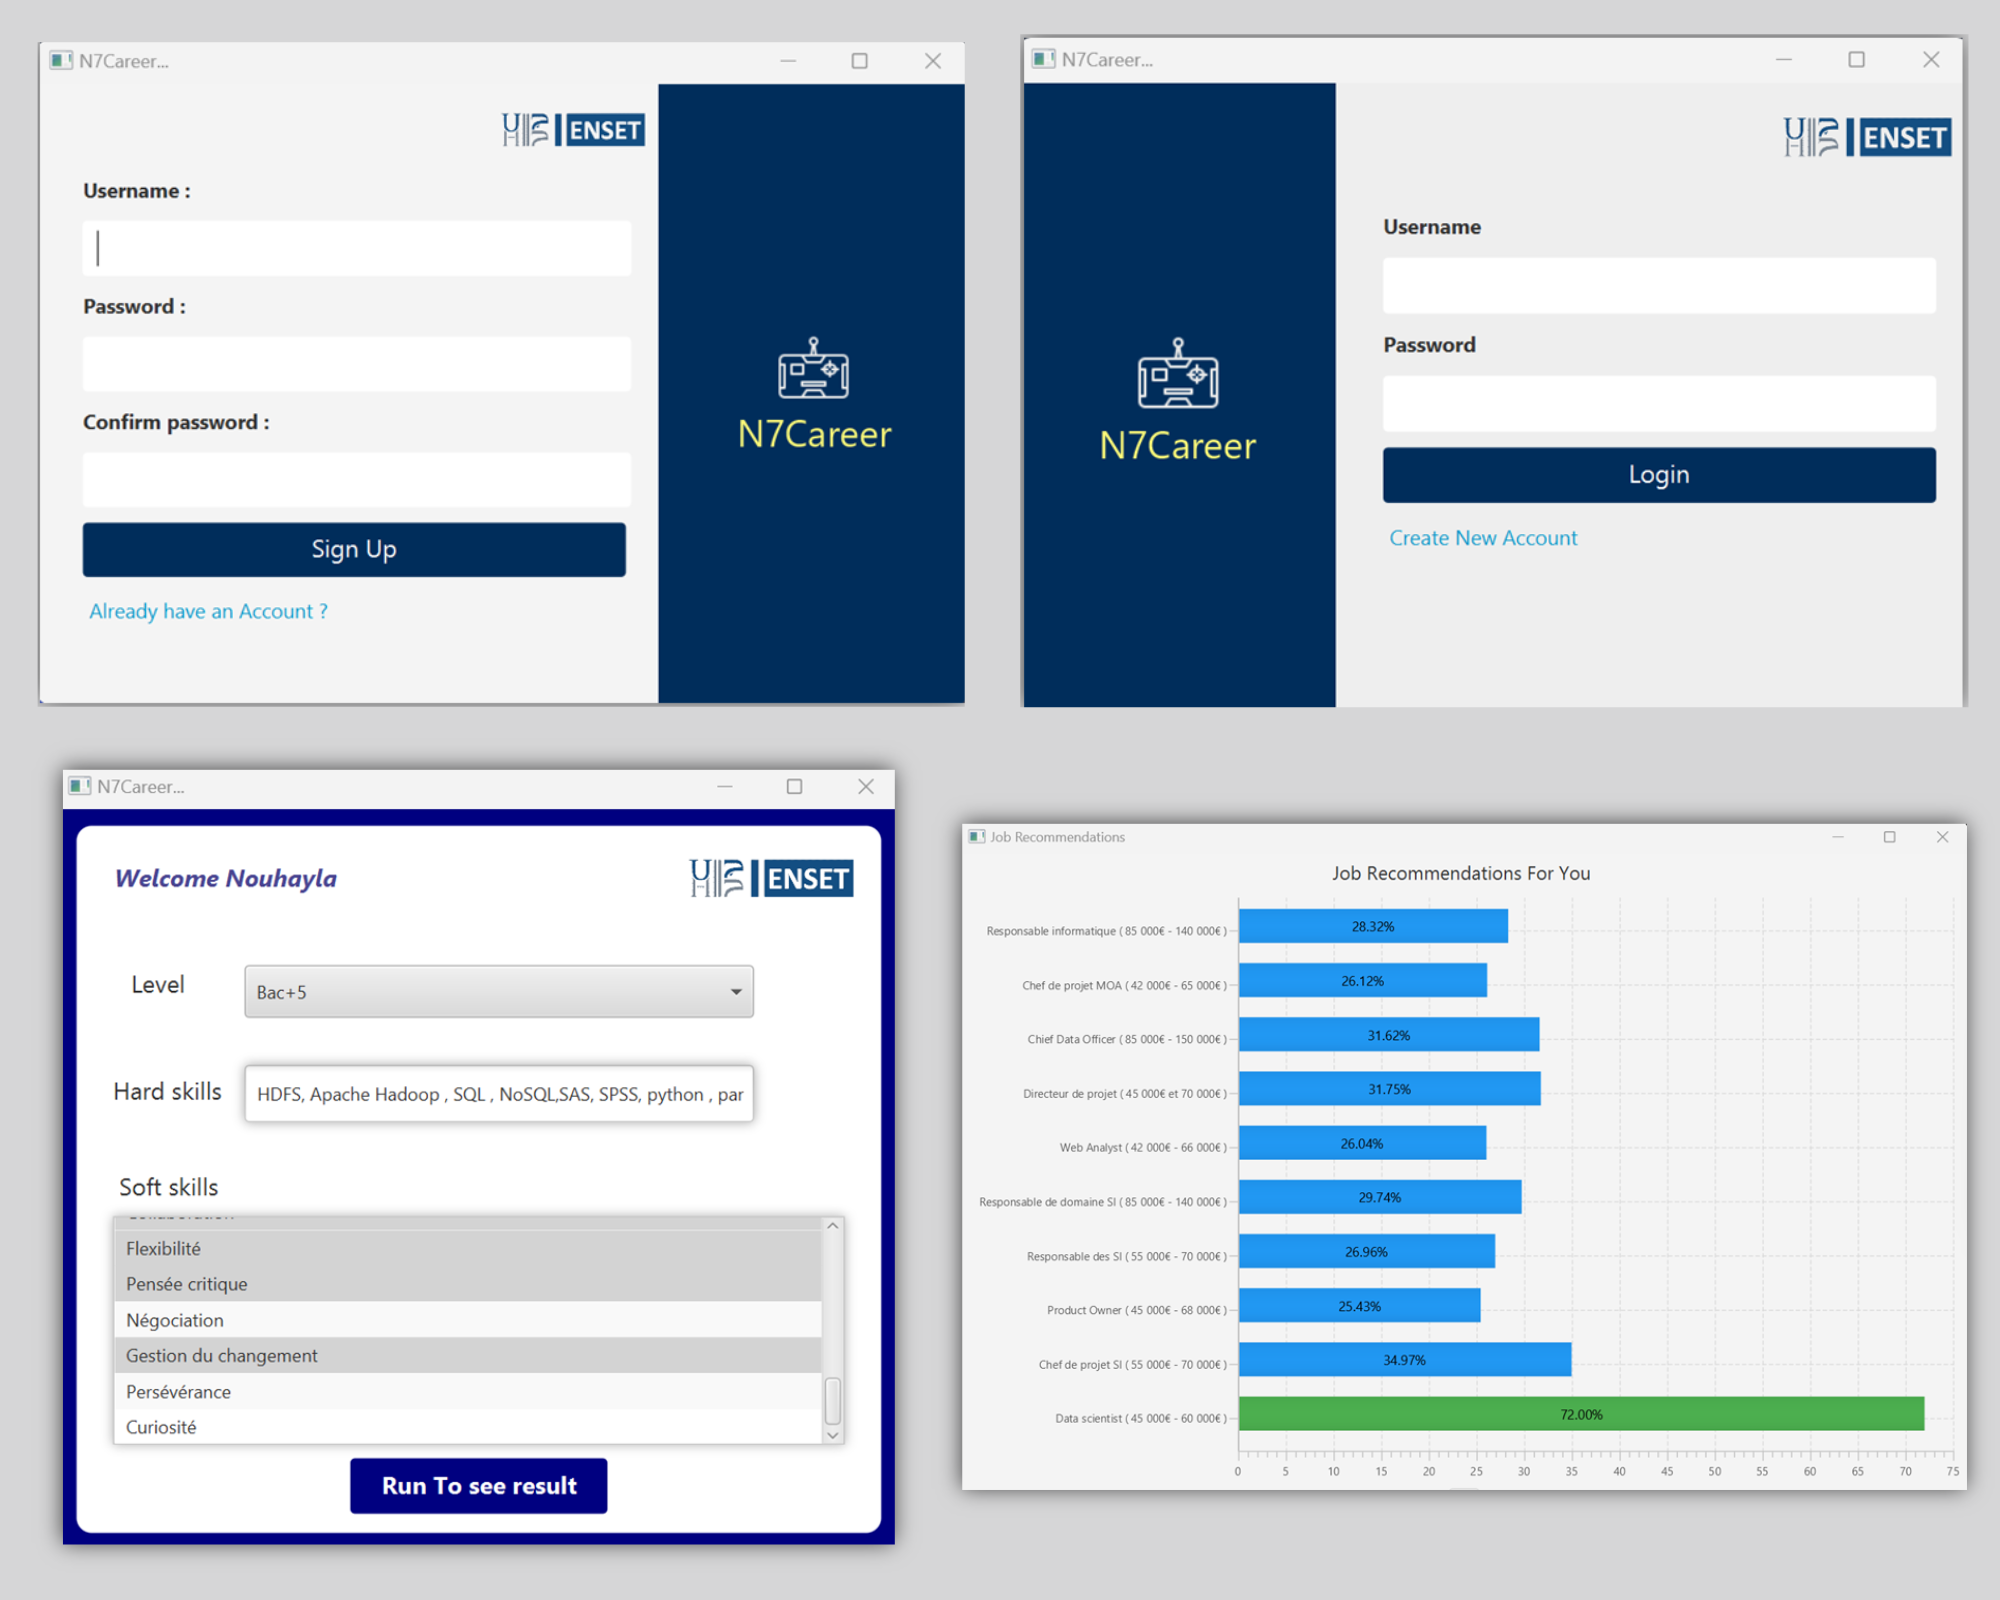 N7Career...
UH2C ENSET
Username :
Password :
Confirm password :
Sign Up
Already have an Account ?
N7Career
N7Career...
ENSET
Username
Password
Login
Create New Account
N7Career
N7Career...
Welcome Nouhayla
ENSET
Level
Bac+5
Hard skills
HDFS, Apache Hadoop , SQL , NoSQL,SAS, SPSS, python , par
Soft skills
Collaboration
Flexibilité
Pensée critique
Négociation
Gestion du changement
Persévérance
Curiosité
Run To see result
Job Recommendations
Job Recommendations For You
Responsable informatique ( 85 000€ - 140 000€ ) 28.32%
Chef de projet MOA ( 42 000€ - 65 000€ ) 26.12%
Chief Data Officer ( 85 000€ - 150 000€ ) 31.62%
Directeur de projet ( 45 000€ et 70 000€ ) 31.75%
Web Analyst ( 42 000€ - 66 000€ ) 26.04%
Responsable de domaine SI ( 85 000€ - 140 000€ ) 29.74%
Responsable des SI ( 55 000€ - 70 000€ ) 26.96%
Product Owner ( 45 000€ - 68 000€ ) 25.43%
Chef de projet SI ( 55 000€ - 70 000€ ) 34.97%
Data scientist ( 45 000€ - 60 000€ ) 72.00%
0 5 10 15 20 25 30 35 40 45 50 55 60 65 70 75